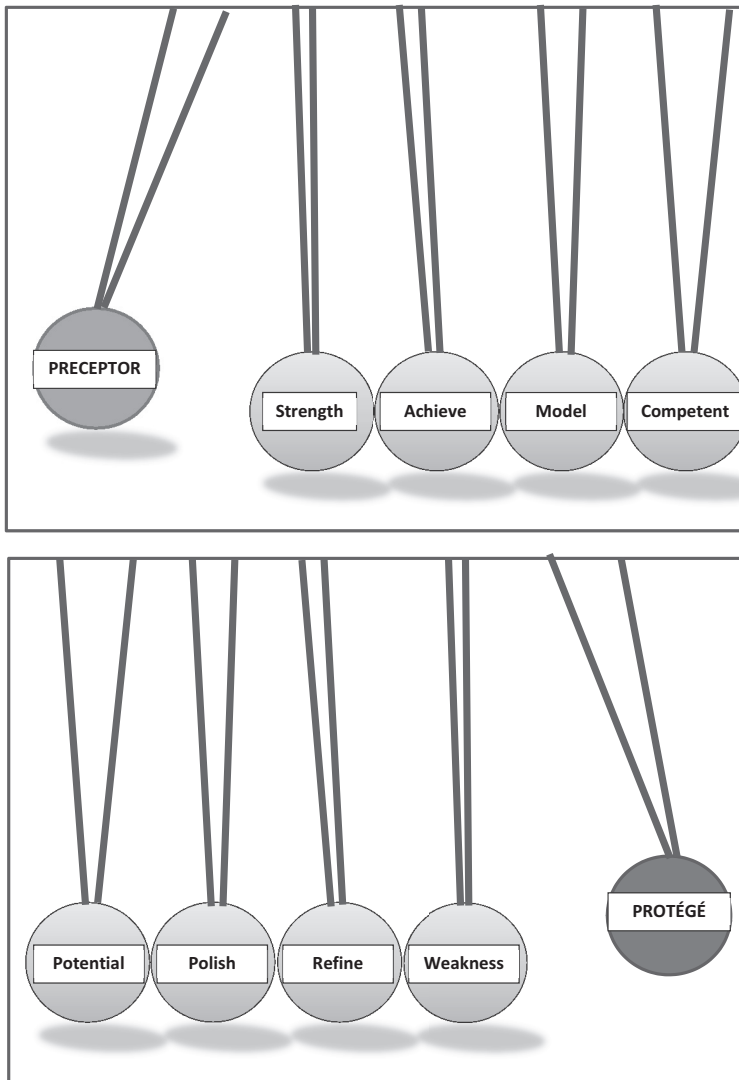 PRECEPTOR
Strength
Achieve
Model
Competent
Potential
Polish
Refine
Weakness
PROTÉGÉ